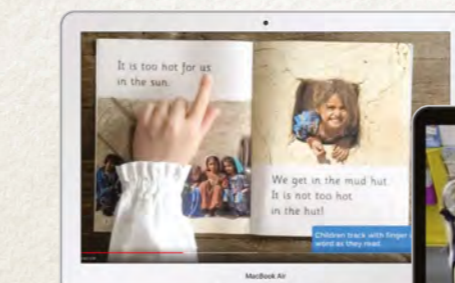 It is too hot for us
in the sun.
We get in the mud hut.
It is not too hot
in the hut!
Children track with finger
word as they read
MacBook Air